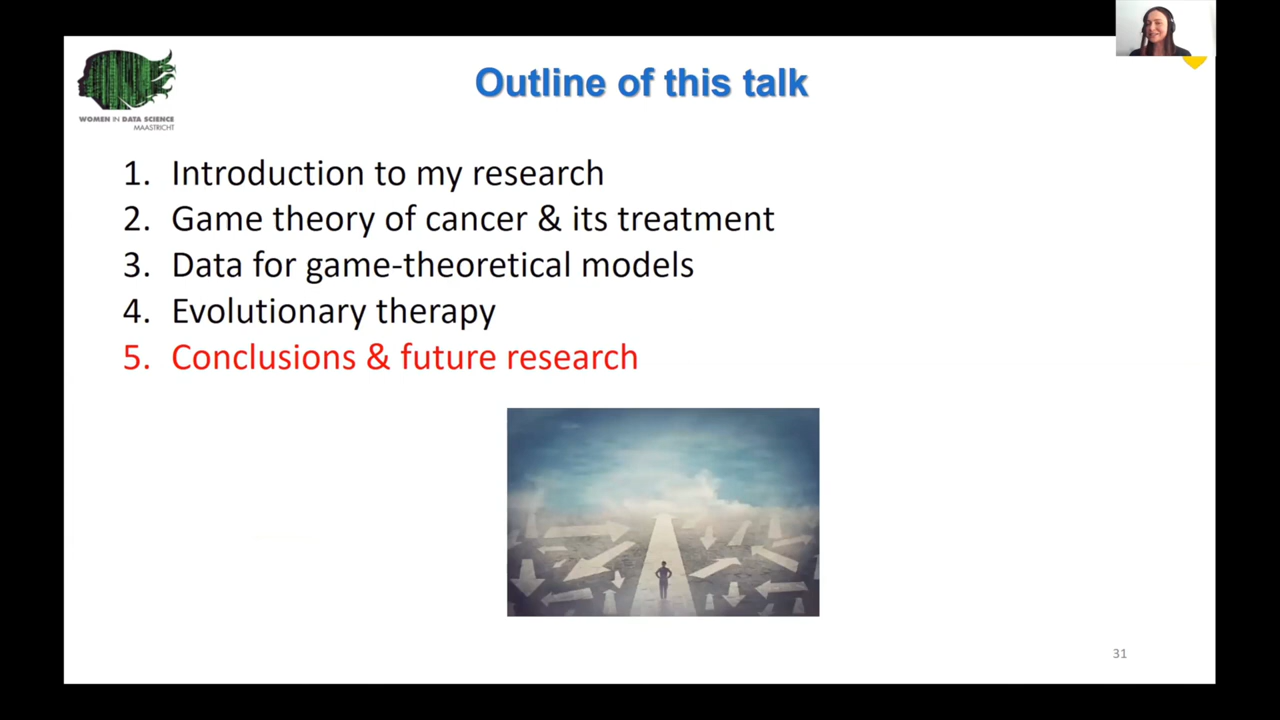 WOMEN IN DATA SCIENCE
MAASTRICHT
Outline of this talk
1. Introduction to my research
2. Game theory of cancer & its treatment
3. Data for game-theoretical models
4. Evolutionary therapy
5. Conclusions & future research
31